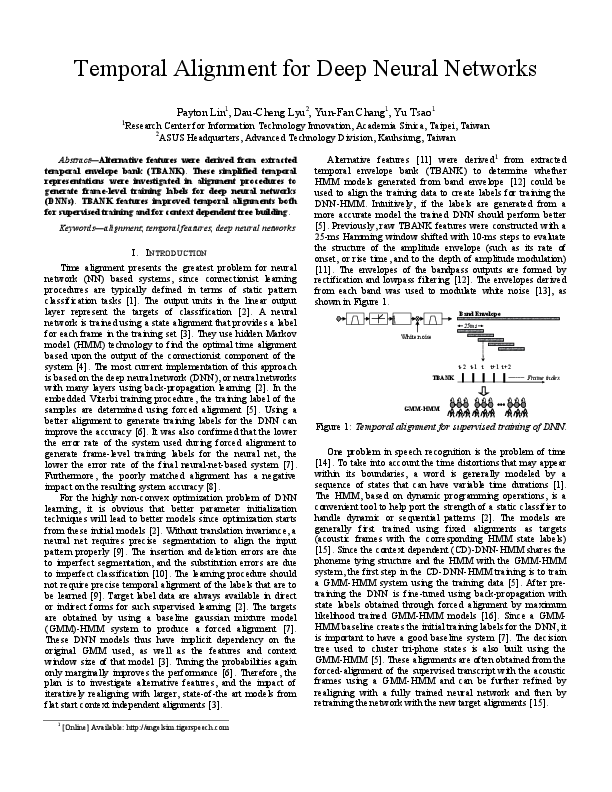 Temporal Alignment for Deep Neural Networks
Payton Lin1, Dau-Cheng Lyu2, Yun-Fan Chang1, Yu Tsao1
1Research Center for Information Technology Innovation, Academia Sinica, Taipei, Taiwan
2ASUS Headquarters, Advanced Technology Division, Kauhsiung, Taiwan
Abstract—Alternative features were derived from extracted
temporal envelope bank (TBANK). These simplified temporal
representations were investigated in alignment procedures to
generate frame-level training labels for deep neural networks
(DNNs). TBANK features improved temporal alignments both
for supervised training and for context dependent tree building.
Keywords—alignment, temporal features, deep neural networks
I. INTRODUCTION
Time alignment presents the greatest problem for neural
network (NN) based systems, since connectionist learning
procedures are typically defined in terms of static pattern
classification tasks [1]. The output units in the linear output
layer represent the targets of classification [2]. A neural
network is trained using a state alignment that provides a label
for each frame in the training set [3]. They use hidden Markov
model (HMM) technology to find the optimal time alignment
based upon the output of the connectionist component of the
system [4]. The most current implementation of this approach
is based on the deep neural network (DNN), or neural networks
with many layers using back-propagation learning [2]. In the
embedded Viterbi training procedure, the training label of the
samples are determined using forced alignment [5]. Using a
better alignment to generate training labels for the DNN can
improve the accuracy [6]. It was also confirmed that the lower
the error rate of the system used during forced alignment to
generate frame-level training labels for the neural net, the
lower the error rate of the final neural-net-based system [7].
Furthermore, the poorly matched alignment has a negative
impact on the resulting system accuracy [8].
For the highly non-convex optimization problem of DNN
learning, it is obvious that better parameter initialization
techniques will lead to better models since optimization starts
from these initial models [2]. Without translation invariance, a
neural net requires precise segmentation to align the input
pattern properly [9]. The insertion and deletion errors are due
to imperfect segmentation, and the substitution errors are due
to imperfect classification [10]. The learning procedure should
not require precise temporal alignment of the labels that are to
be learned [9]. Target label data are always available in direct
or indirect forms for such supervised learning [2]. The targets
are obtained by using a baseline gaussian mixture model
(GMM)-HMM system to produce a forced alignment [7].
These DNN models thus have implicit dependency on the
original GMM used, as well as the features and context
window size of that model [3]. Tuning the probabilities again
only marginally improves the performance [6]. Therefore, the
plan is to investigate alternative features, and the impact of
iteratively realigning with larger, state-of-the art models from
flat start context independent alignments [3].
1 [Online] Available: http://angelsim.tigerspeech.com
Alternative features [11] were derived1 from extracted
temporal envelope bank (TBANK) to determine whether
HMM models generated from band envelope [12] could be
used to align the training data to create labels for training the
DNN-HMM. Intuitively, if the labels are generated from a
more accurate model the trained DNN should perform better
[5]. Previously, raw TBANK features were constructed with a
25-ms Hamming window shifted with 10-ms steps to evaluate
the structure of the amplitude envelope (such as its rate of
onset, or rise time, and to the depth of amplitude modulation)
[11]. The envelopes of the bandpass outputs are formed by
rectification and lowpass filtering [12]. The envelopes derived
from each band was used to modulate white noise [13], as
shown in Figure 1.
Band Envelope
25ms
White noise
t-2 t-1 t t+1 t+2
TBANK
Frame index
GMM-HMM
Figure 1: Temporal alignment for supervised training of DNN.
One problem in speech recognition is the problem of time
[14]. To take into account the time distortions that may appear
within its boundaries, a word is generally modeled by a
sequence of states that can have variable time durations [1].
The HMM, based on dynamic programming operations, is a
convenient tool to help port the strength of a static classifier to
handle dynamic or sequential patterns [2]. The models are
generally first trained using fixed alignments as targets
(acoustic frames with the corresponding HMM state labels)
[15]. Since the context dependent (CD)-DNN-HMM shares the
phoneme tying structure and the HMM with the GMM-HMM
system, the first step in the CD-DNN-HMM training is to train
a GMM-HMM system using the training data [5]. After pre-
training the DNN is fine-tuned using back-propagation with
state labels obtained through forced alignment by maximum
likelihood trained GMM-HMM models [16]. Since a GMM-
HMM baseline creates the initial training labels for the DNN, it
is important to have a good baseline system [7]. The decision
tree used to cluster tri-phone states is also built using the
GMM-HMM [5]. These alignments are often obtained from the
forced-alignment of the supervised transcript with the acoustic
frames using a GMM-HMM and can be further refined by
realigning with a fully trained neural network and then by
retraining the network with the new target alignments [15].